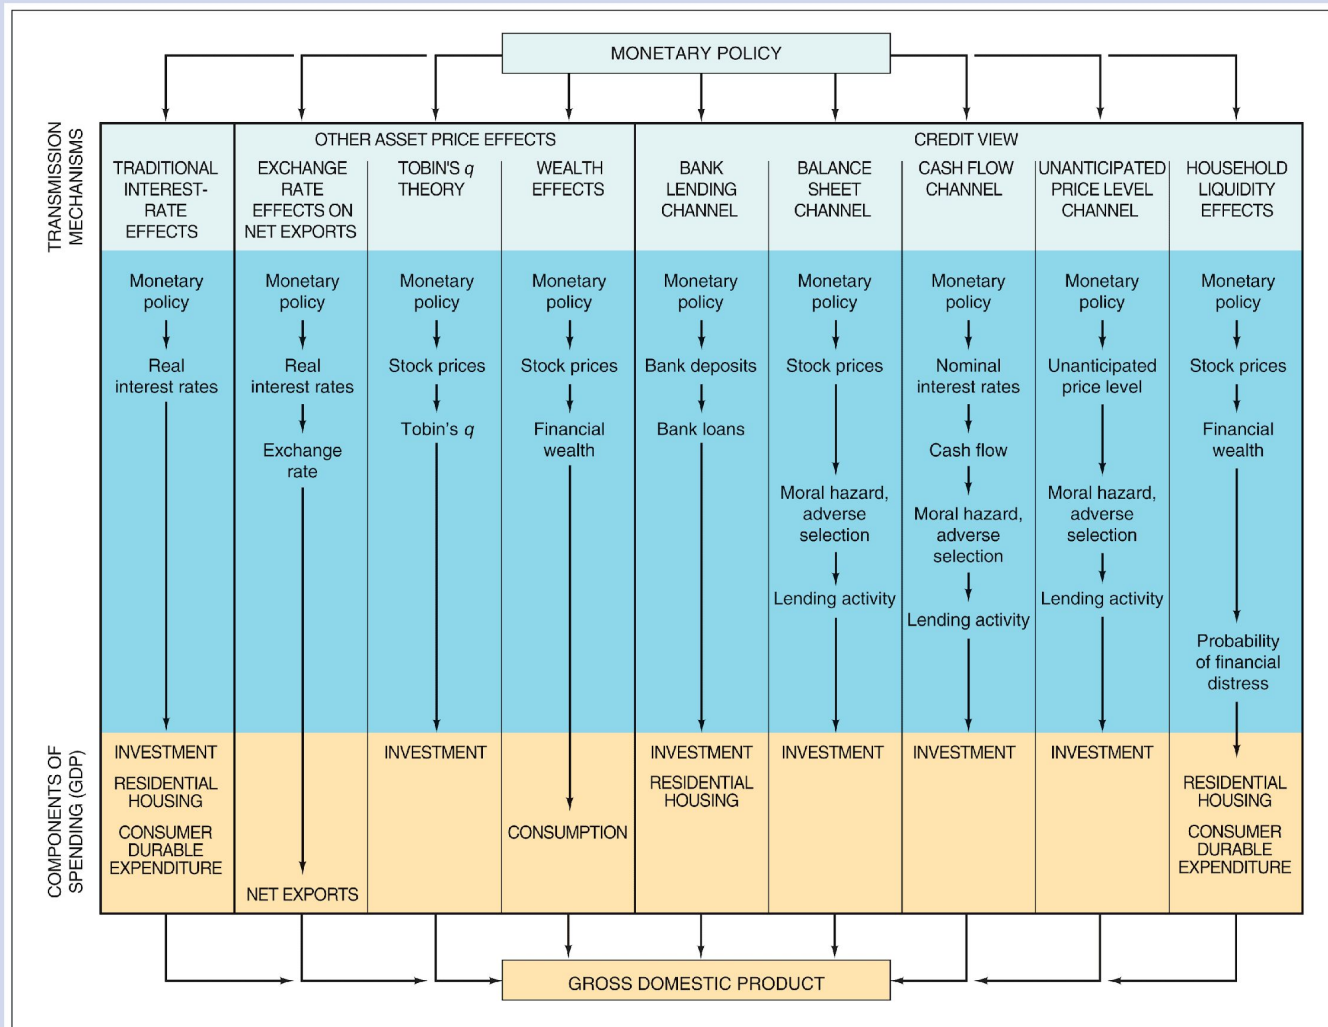 MONETARY POLICY
TRANSMISSION
MECHANISMS
OTHER ASSET PRICE EFFECTS
CREDIT VIEW
TRADITIONAL
INTEREST-
RATE
EFFECTS
EXCHANGE
RATE
EFFECTS ON
NET EXPORTS
TOBIN'S q
THEORY
WEALTH
EFFECTS
BANK
LENDING
CHANNEL
BALANCE
SHEET
CHANNEL
CASH FLOW
CHANNEL
UNANTICIPATED
PRICE LEVEL
CHANNEL
HOUSEHOLD
LIQUIDITY
EFFECTS
Monetary
policy
Real
interest rates
Monetary
policy
Real
interest rates
Exchange
rate
Monetary
policy
Stock prices
Tobin's q
Monetary
policy
Stock prices
Financial
wealth
Monetary
policy
Bank deposits
Bank loans
Monetary
policy
Stock prices
Moral hazard,
adverse
selection
Lending activity
Monetary
policy
Nominal
interest rates
Cash flow
Moral hazard,
adverse
selection
Lending activity
Monetary
policy
Unanticipated
price level
Moral hazard,
adverse
selection
Lending activity
Monetary
policy
Stock prices
Financial
wealth
Probability
of financial
distress
COMPONENTS OF
SPENDING (GDP)
INVESTMENT
RESIDENTIAL
HOUSING
CONSUMER
DURABLE
EXPENDITURE
NET EXPORTS
INVESTMENT
CONSUMPTION
INVESTMENT
RESIDENTIAL
HOUSING
INVESTMENT
INVESTMENT
INVESTMENT
RESIDENTIAL
HOUSING
CONSUMER
DURABLE
EXPENDITURE
GROSS DOMESTIC PRODUCT